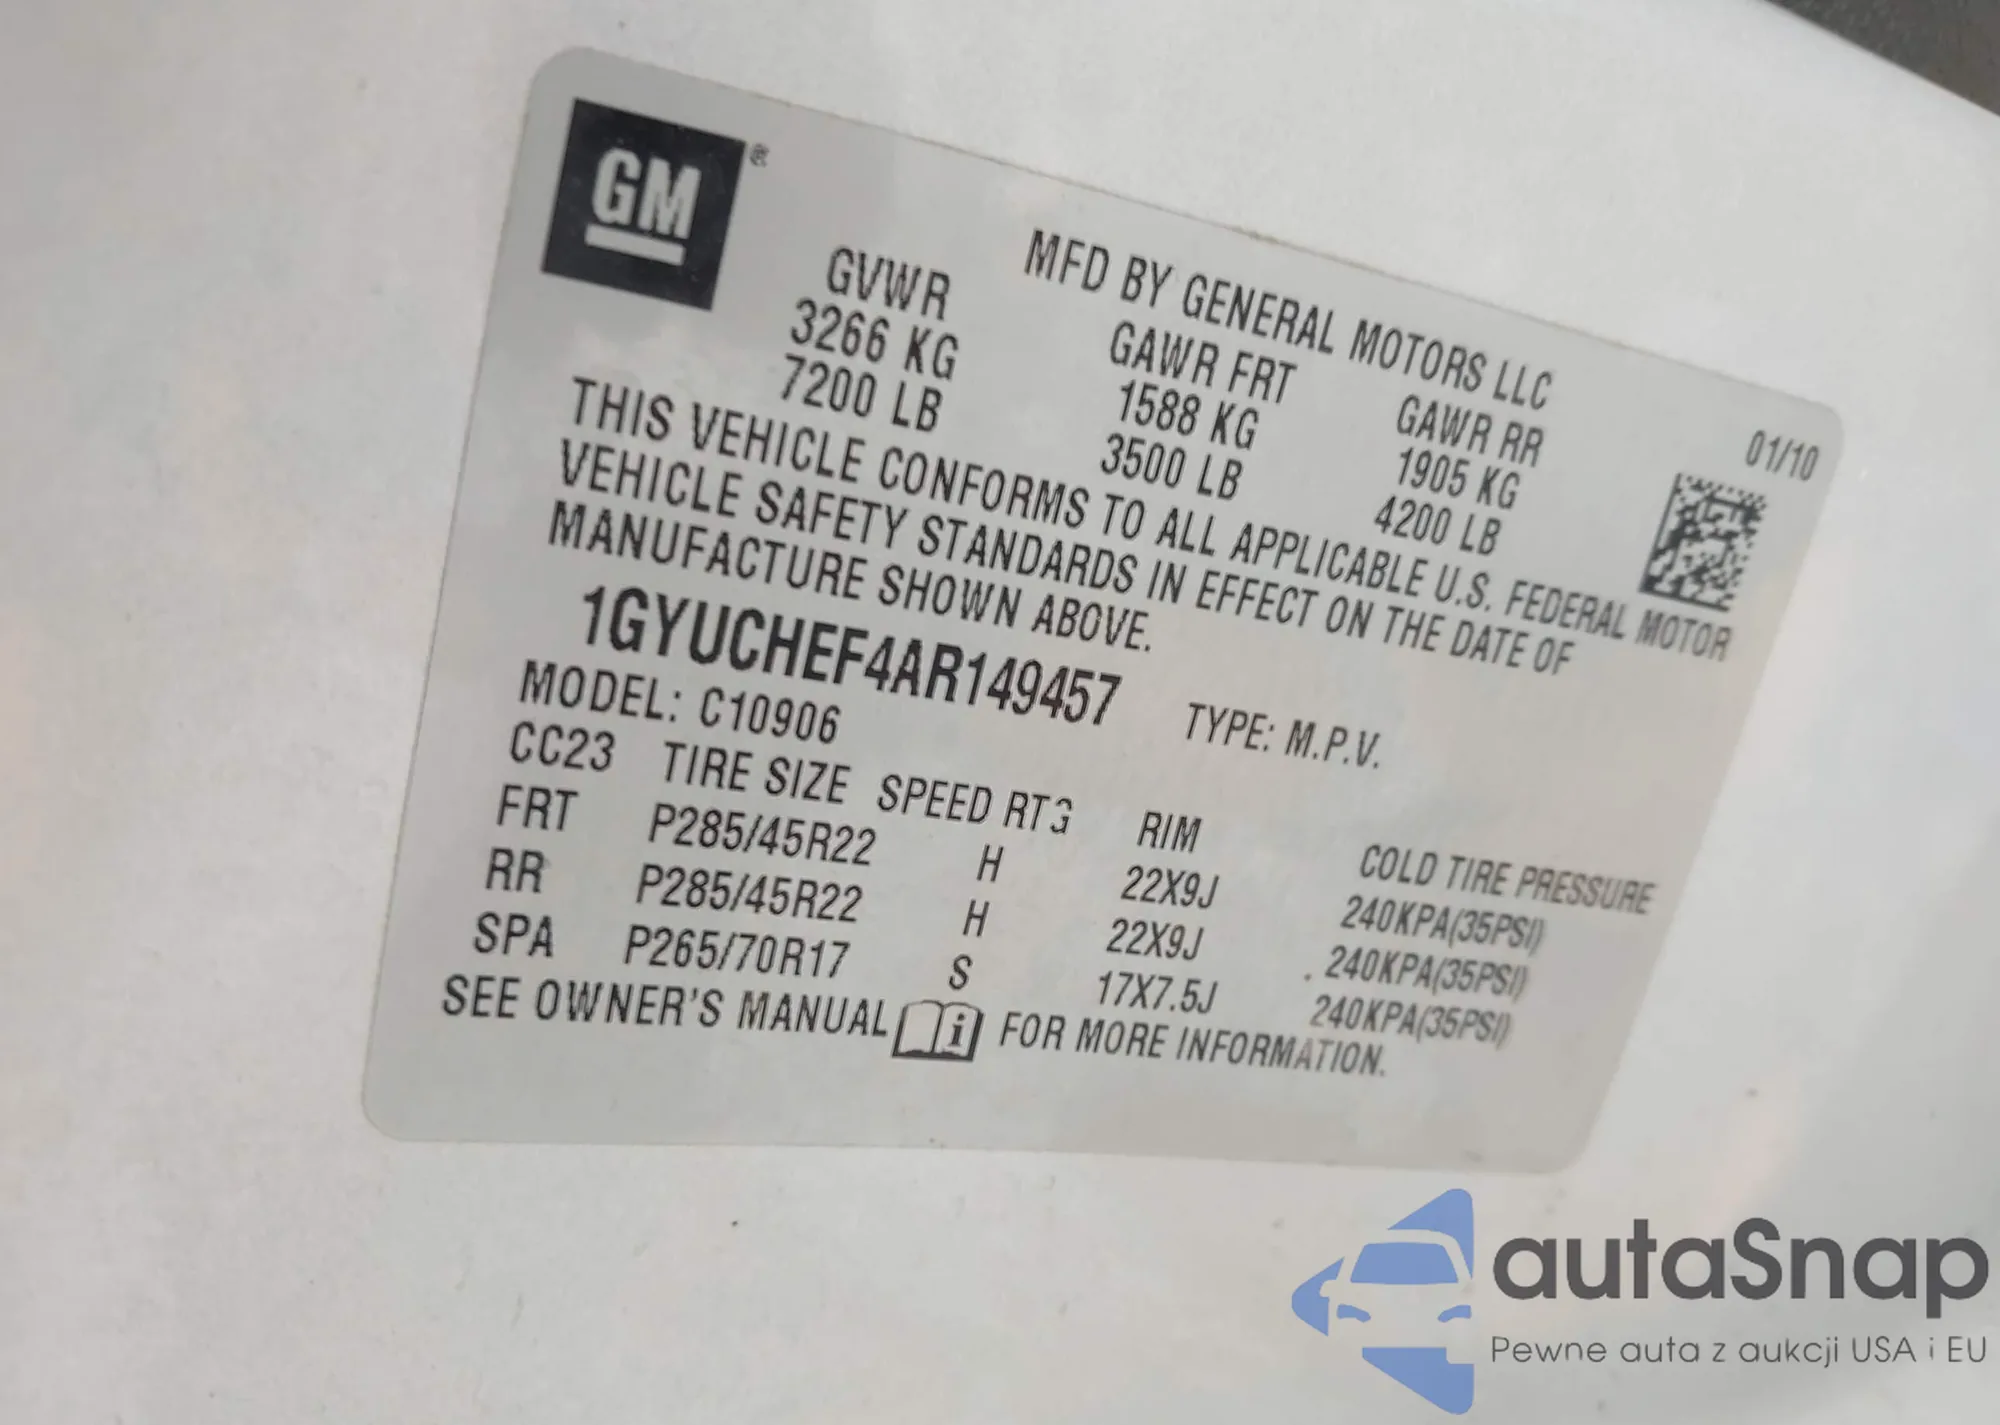 GM®
MFD BY GENERAL MOTORS LLC
01/10
GVWR GAWR FRT GAWR RR
3266 KG 1588 KG 1905 KG
7200 LB 3500 LB 4200 LB
THIS VEHICLE CONFORMS TO ALL APPLICABLE U.S. FEDERAL MOTOR
VEHICLE SAFETY STANDARDS IN EFFECT ON THE DATE OF
MANUFACTURE SHOWN ABOVE.
1GYUCHEF4AR149457 TYPE: M.P.V.
MODEL: C10906
CC23 TIRE SIZE SPEED RTG RIM COLD TIRE PRESSURE
FRT P285/45R22 H 22X9J 240KPA(35PSI)
RR P285/45R22 H 22X9J 240KPA(35PSI)
SPA P265/70R17 S 17X7.5J 240KPA(35PSI)
SEE OWNER'S MANUAL i FOR MORE INFORMATION.
autaSnap
Pewne auta z aukcji USA i EU